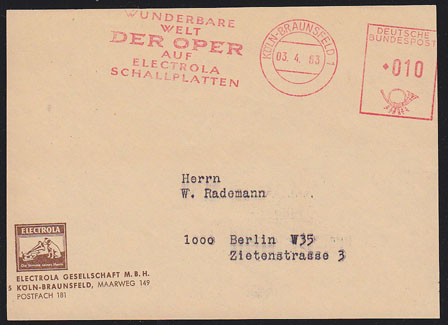 WUNDERBARE
WELT
DER OPER
AUF
ELECTROLA
SCHALLPLATTEN
KÖLN-BRAUNSFELD 1
03.4.63
DEUTSCHE
BUNDESPOST
010
Herrn
W. Rademann
1000 Berlin W35
Zietenstrasse 3
ELECTROLA
ELECTROLA GESELLSCHAFT M.B.H.
5 KÖLN-BRAUNSFELD, MAARWEG 149
POSTFACH 181